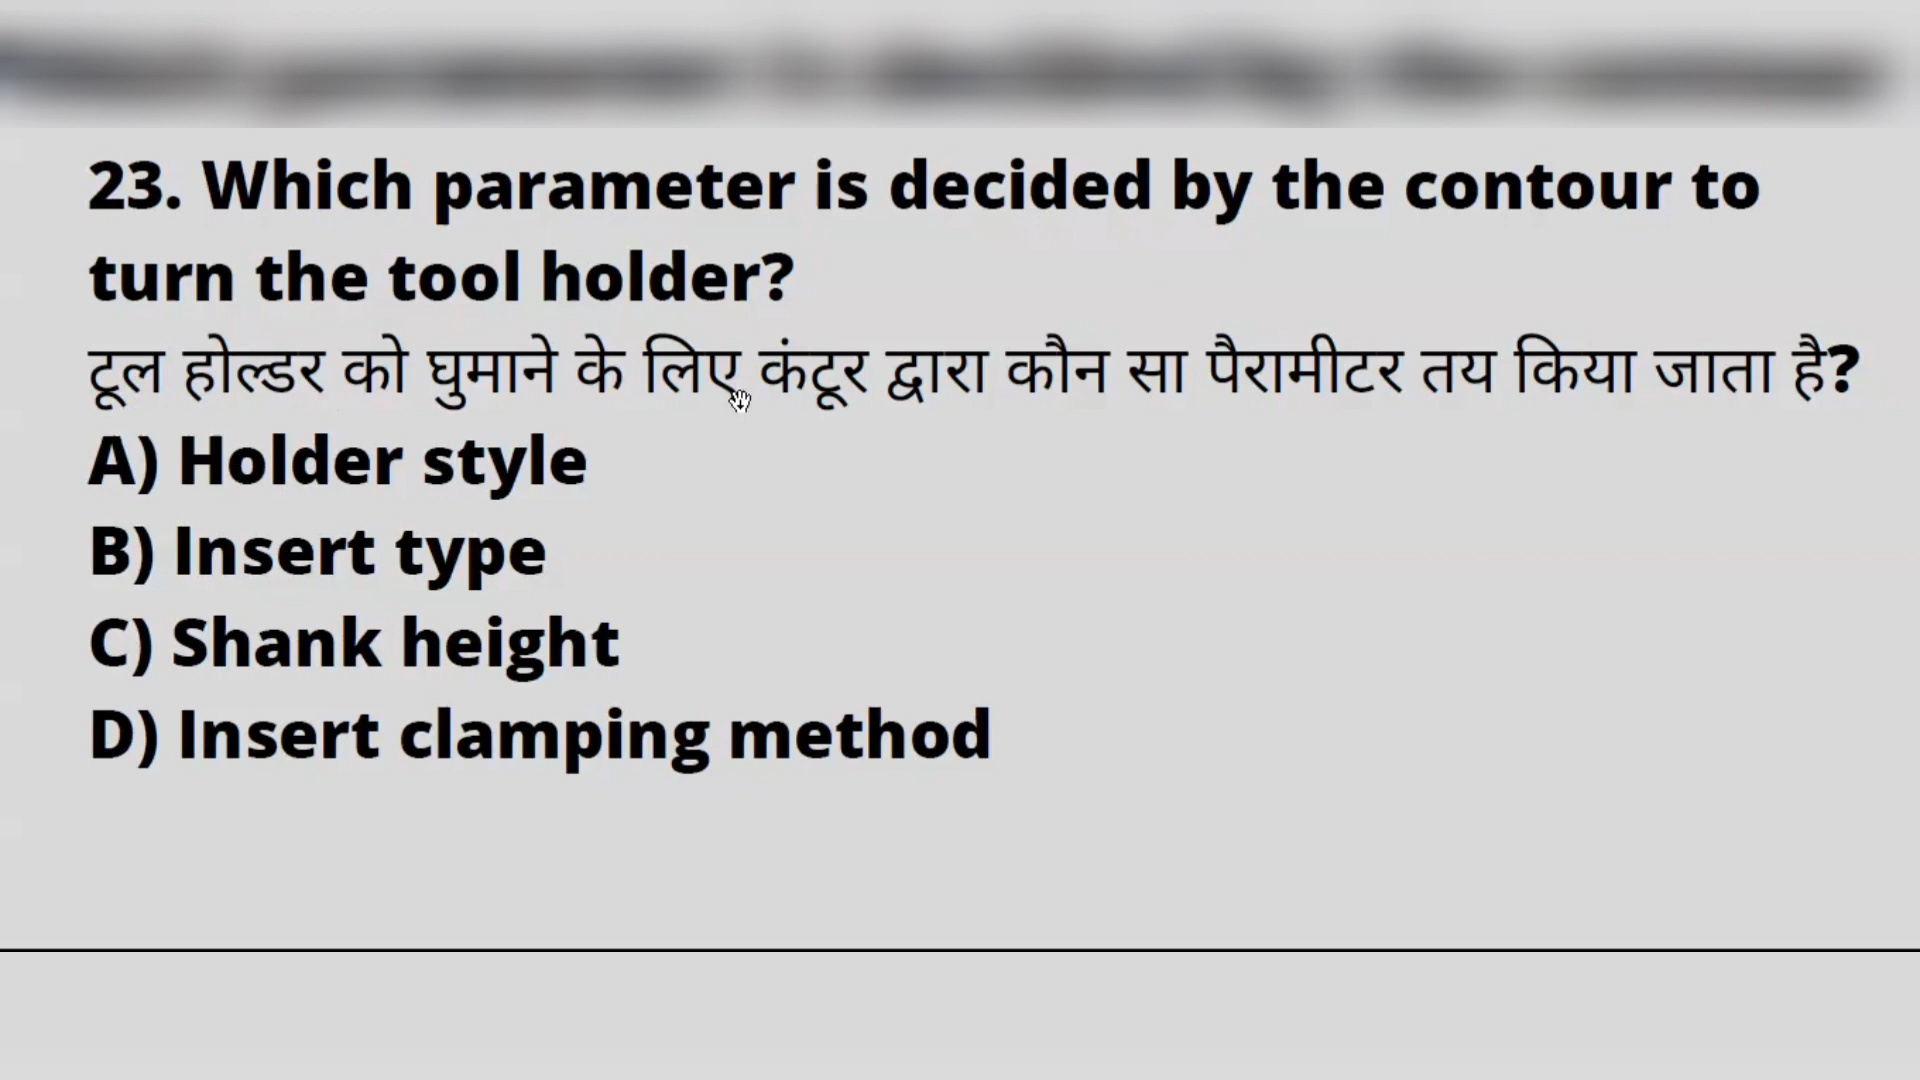 23. Which parameter is decided by the contour to
turn the tool holder?
टूल होल्डर को घुमाने के लिए कंटूर द्वारा कौन सा पैरामीटर तय किया जाता है?
A) Holder style
B) Insert type
C) Shank height
D) Insert clamping method